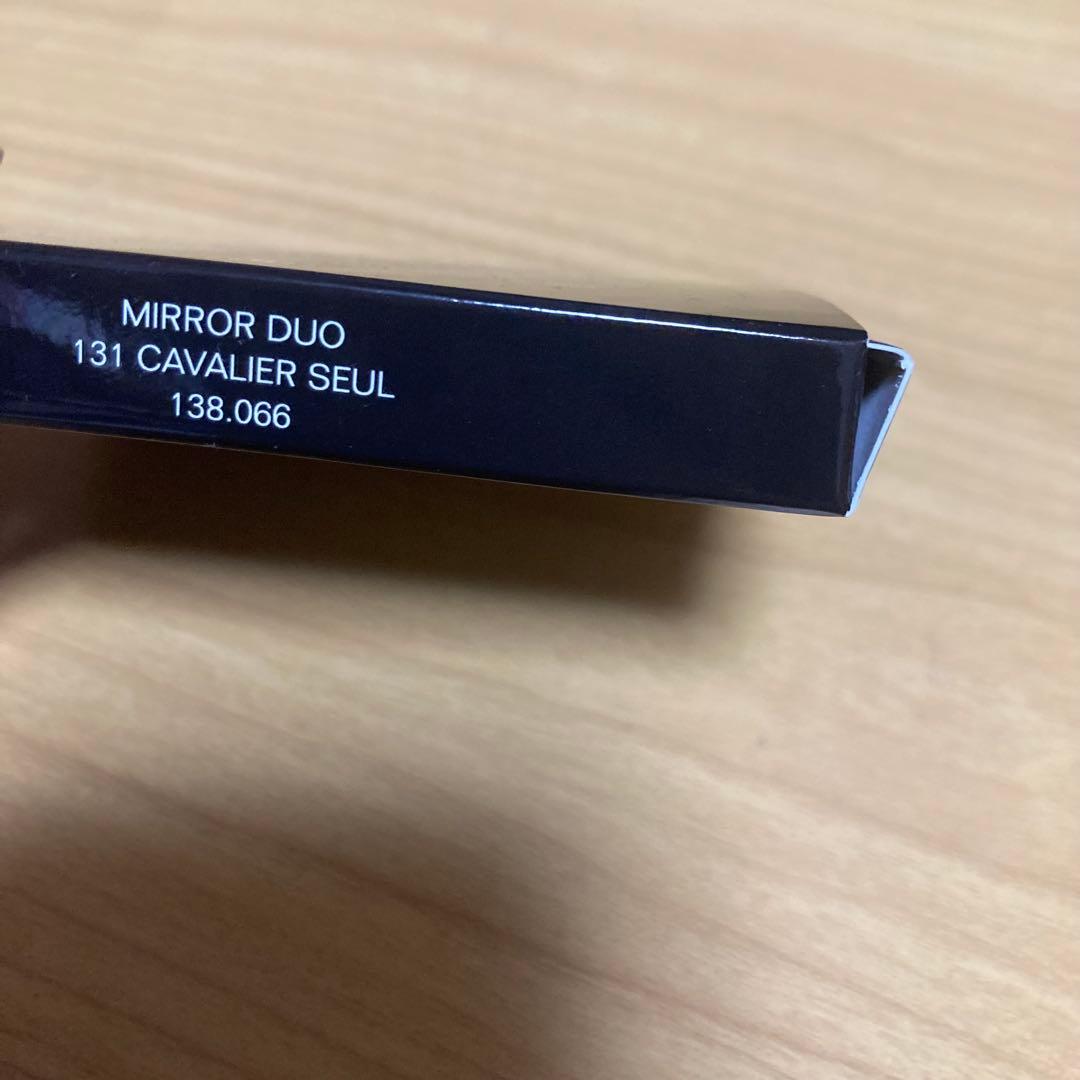 MIRROR DUO
131 CAVALIER SEUL
138.066